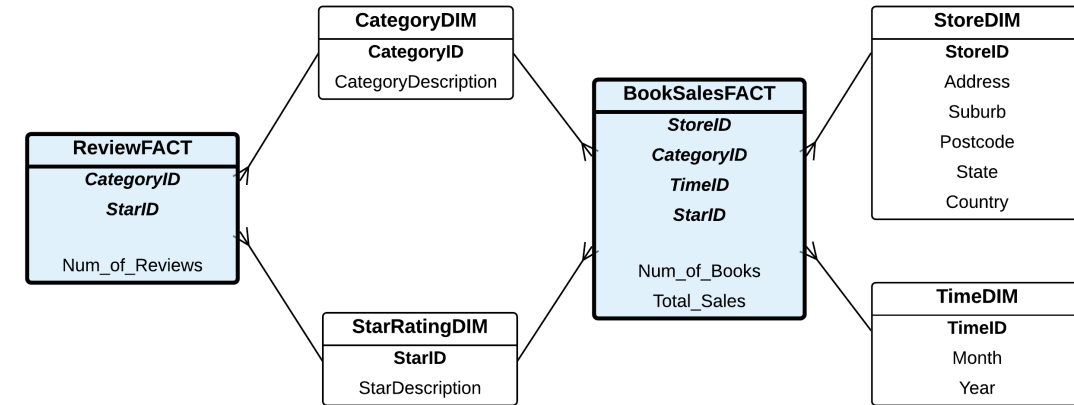 CategoryDIM
CategoryID
CategoryDescription
ReviewFACT
CategoryID
StarID
Num_of_Reviews
StarRatingDIM
StarID
StarDescription
BookSalesFACT
StoreID
CategoryID
TimeID
StarID
Num_of_Books
Total_Sales
StoreDIM
StoreID
Address
Suburb
Postcode
State
Country
TimeDIM
TimeID
Month
Year